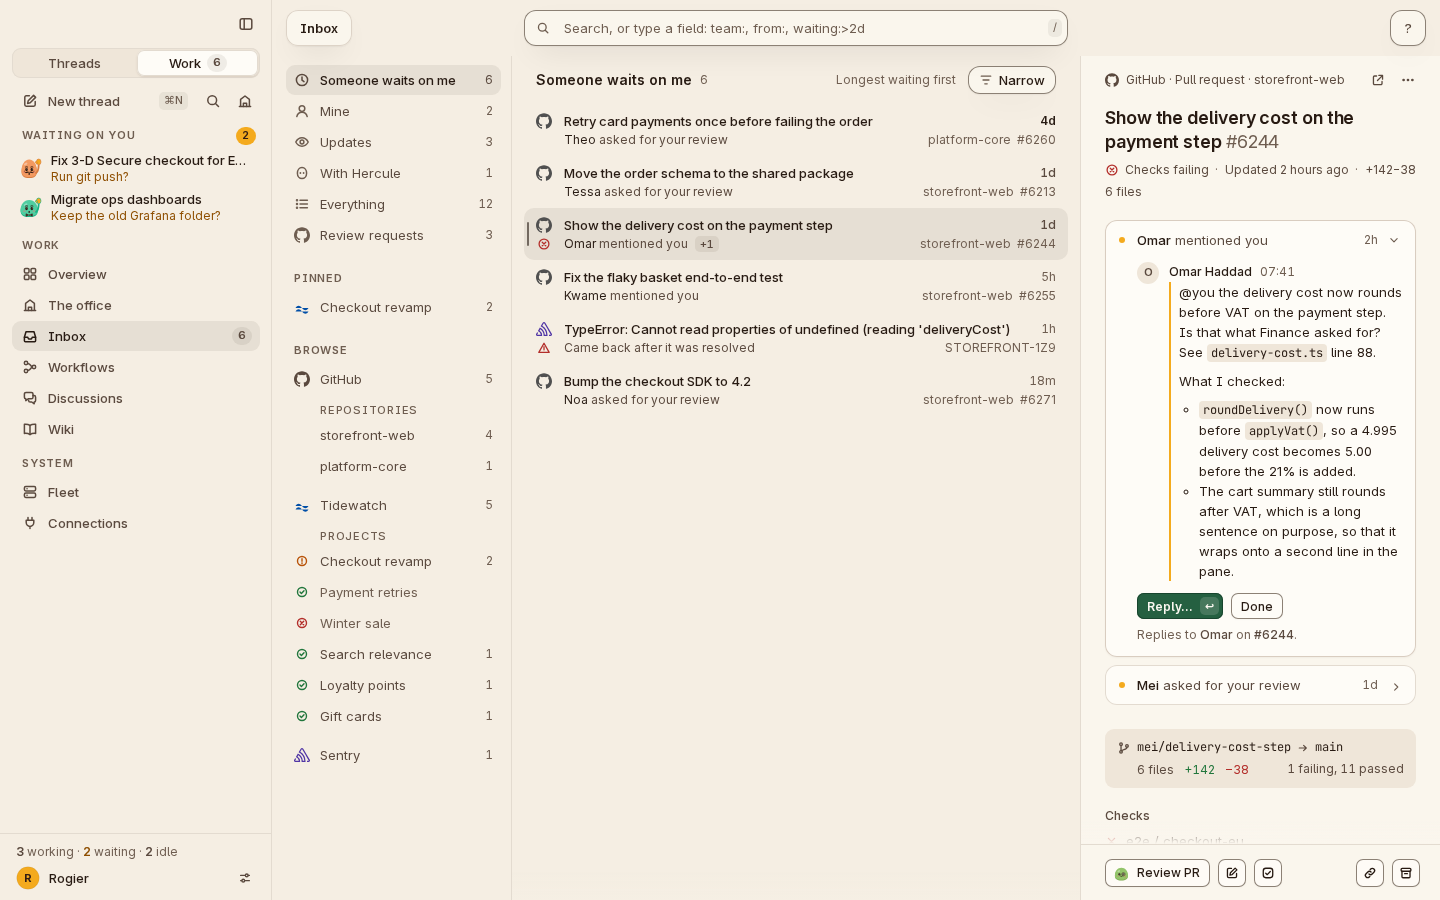 Threads
Work 6
New thread ⌘N
WAITING ON YOU 2
Fix 3-D Secure checkout for E…
Run git push?
Migrate ops dashboards
Keep the old Grafana folder?
WORK
Overview
The office
Inbox 6
Workflows
Discussions
Wiki
SYSTEM
Fleet
Connections
3 working · 2 waiting · 2 idle
R Rogier
Inbox
Search, or type a field: team:, from:, waiting:>2d /
?
Someone waits on me 6
Mine 2
Updates 3
With Hercule 1
Everything 12
Review requests 3
PINNED
Checkout revamp 2
BROWSE
GitHub 5
REPOSITORIES
storefront-web 4
platform-core 1
Tidewatch 5
PROJECTS
Checkout revamp 2
Payment retries
Winter sale
Search relevance 1
Loyalty points 1
Gift cards 1
Sentry 1
Someone waits on me 6
Longest waiting first Narrow
Retry card payments once before failing the order 4d
Theo asked for your review platform-core #6260
Move the order schema to the shared package 1d
Tessa asked for your review storefront-web #6213
Show the delivery cost on the payment step 1d
Omar mentioned you +1 storefront-web #6244
Fix the flaky basket end-to-end test 5h
Kwame mentioned you storefront-web #6255
TypeError: Cannot read properties of undefined (reading 'deliveryCost') 1h
Came back after it was resolved STOREFRONT-1Z9
Bump the checkout SDK to 4.2 18m
Noa asked for your review storefront-web #6271
GitHub · Pull request · storefront-web
Show the delivery cost on the
payment step #6244
Checks failing · Updated 2 hours ago · +142−38
6 files
Omar mentioned you 2h
O Omar Haddad 07:41
@you the delivery cost now rounds
before VAT on the payment step.
Is that what Finance asked for?
See delivery-cost.ts line 88.
What I checked:
roundDelivery() now runs
before applyVat(), so a 4.995
delivery cost becomes 5.00
before the 21% is added.
The cart summary still rounds
after VAT, which is a long
sentence on purpose, so that it
wraps onto a second line in the
pane.
Reply… ↩ Done
Replies to Omar on #6244.
Mei asked for your review 1d
mei/delivery-cost-step → main
6 files +142 −38 1 failing, 11 passed
Checks
e2e / checkout-eu
Review PR